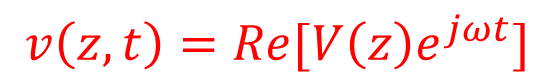 v(z,t) = Re[V(z)e^{jωt}]